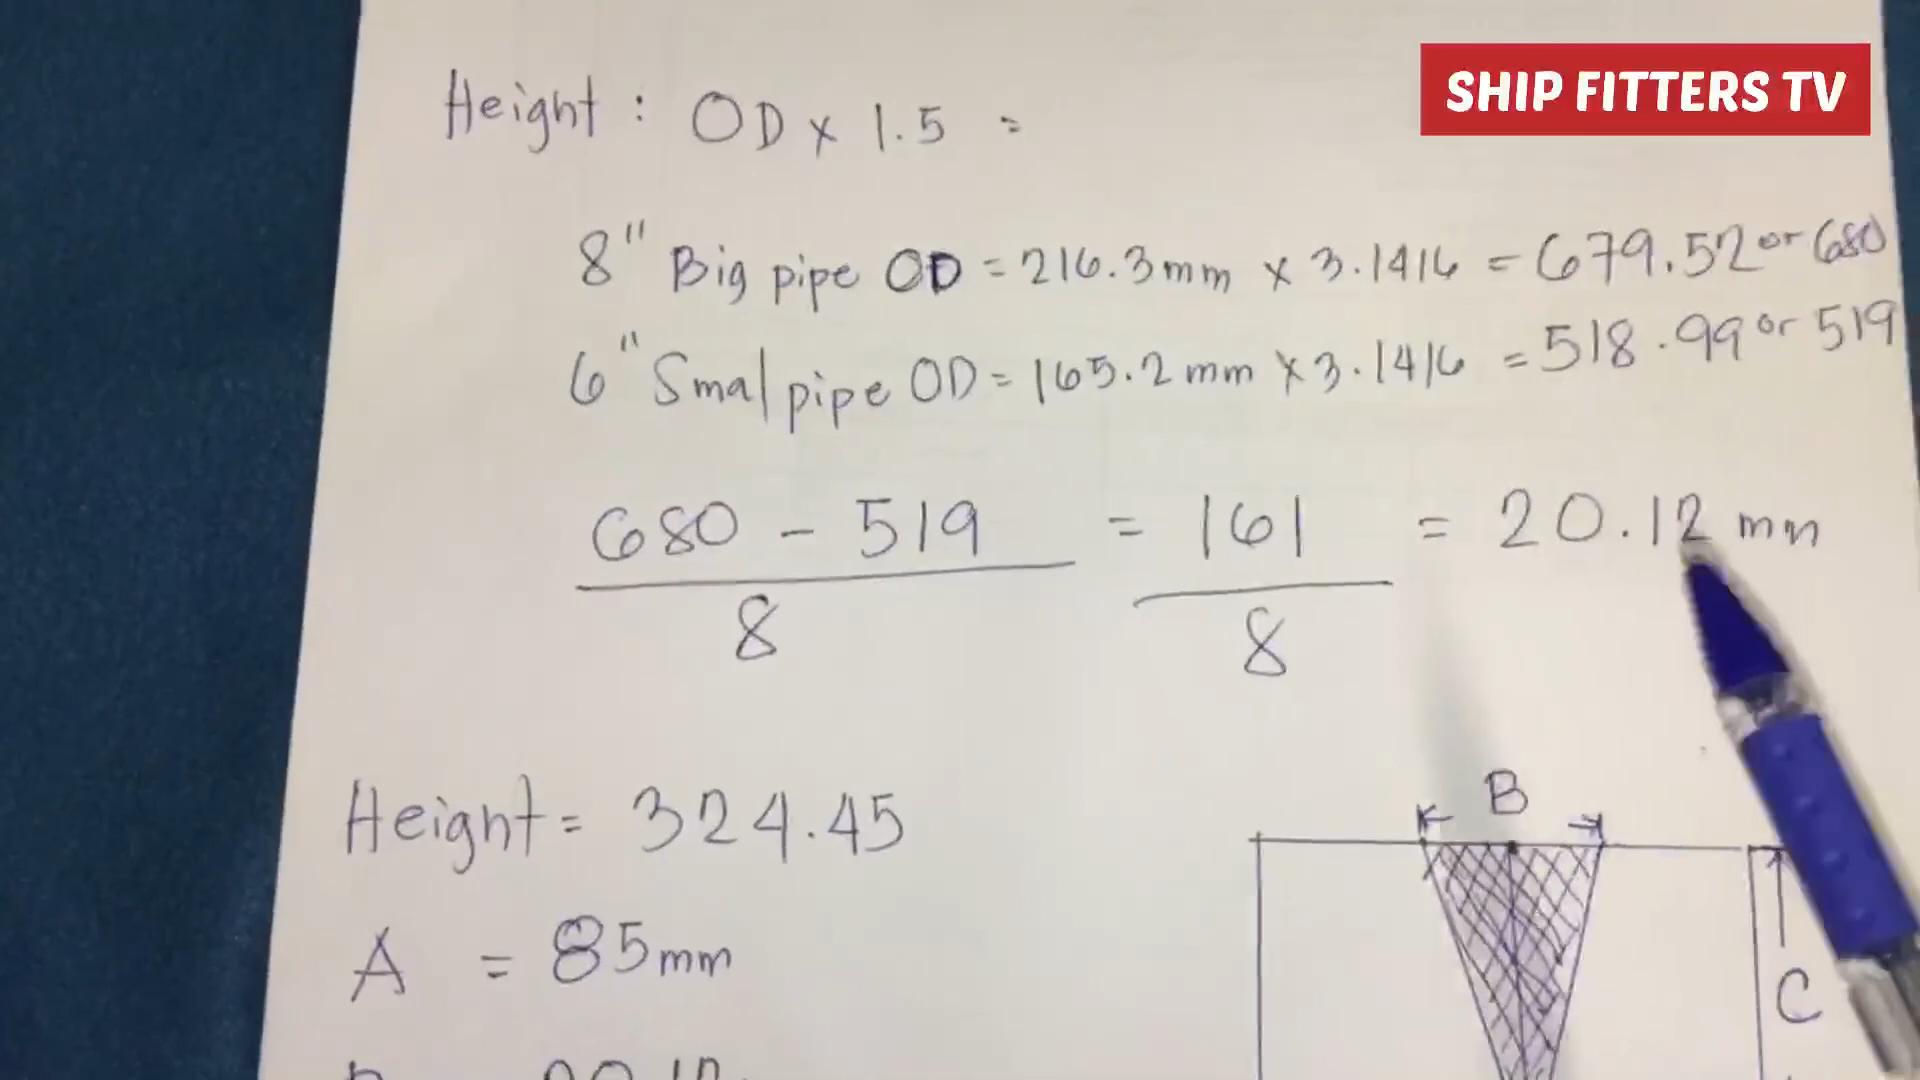 SHIP FITTERS TV
Height : OD x 1.5 =
8" Big pipe OD = 216.3mm x 3.1416 = 679.52 or 680
6" Smal pipe OD = 165.2 mm x 3.1416 = 518.99 or 519
680 - 519 = 161 = 20.12 mm
8 8
Height = 324.45
A = 85mm
B
C